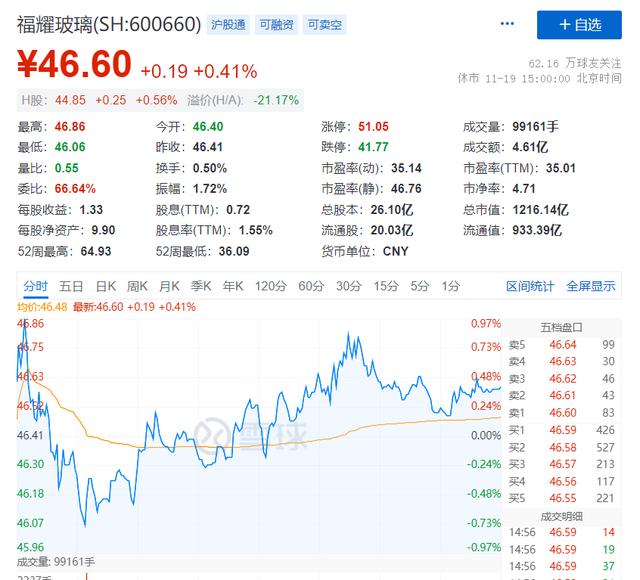 福耀玻璃(SH:600660) 沪股通 可融资 可卖空 ··· + 自选
¥46.60 +0.19 +0.41% 62.16 万球友关注
休市 11-19 15:00:00 北京时间
H股: 44.85 +0.25 +0.56% 溢价(H/A): -21.17%
最高: 46.86 今开: 46.40 涨停: 51.05 成交量: 99161手
最低: 46.06 昨收: 46.41 跌停: 41.77 成交额: 4.61亿
量比: 0.55 换手: 0.50% 市盈率(动): 35.14 市盈率(TTM): 35.01
委比: 66.64% 振幅: 1.72% 市盈率(静): 46.76 市净率: 4.71
每股收益: 1.33 股息(TTM): 0.72 总股本: 26.10亿 总市值: 1216.14亿
每股净资产: 9.90 股息率(TTM): 1.55% 流通股: 20.03亿 流通值: 933.39亿
52周最高: 64.93 52周最低: 36.09 货币单位: CNY
分时 五日 日K 周K 月K 季K 年K 120分 60分 30分 15分 5分 1分 区间统计 全屏显示
均价:46.48 最新:46.60 +0.19 +0.41%
46.86 0.97% 五档盘口
46.75 0.73% 卖5 46.64 99
卖4 46.63 30
46.63 0.48% 卖3 46.62 46
卖2 46.61 43
46.52 0.24% 卖1 46.60 83
46.41 0.00% 买1 46.59 426
雪球 买2 46.58 527
46.30 -0.24% 买3 46.57 213
46.18 -0.48% 买4 46.56 117
买5 46.55 221
46.07 -0.73% 成交明细
14:56 46.59 14
45.96 -0.97% 14:56 46.59 19
成交量: 99161手 14:56 46.59 37